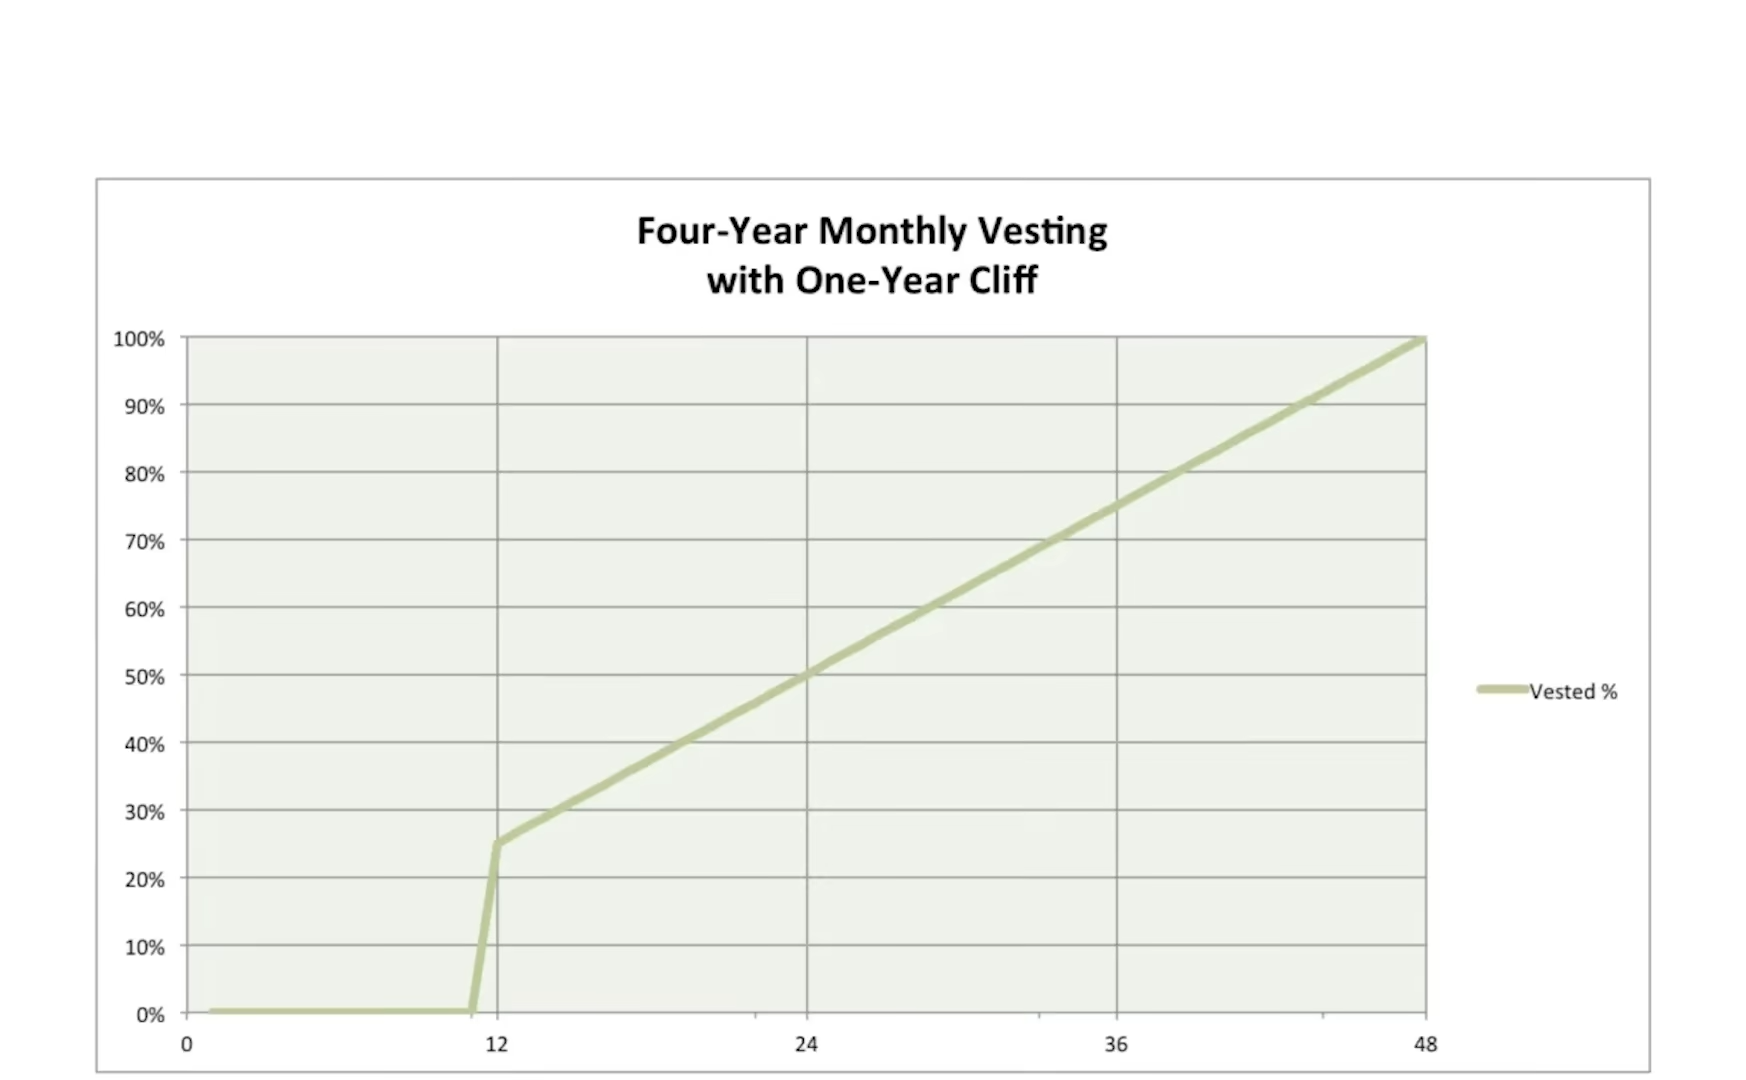 Four-Year Monthly Vesting
with One-Year Cliff
100%
90%
80%
70%
60%
50%
Vested %
40%
30%
20%
10%
0%
0 12 24 36 48